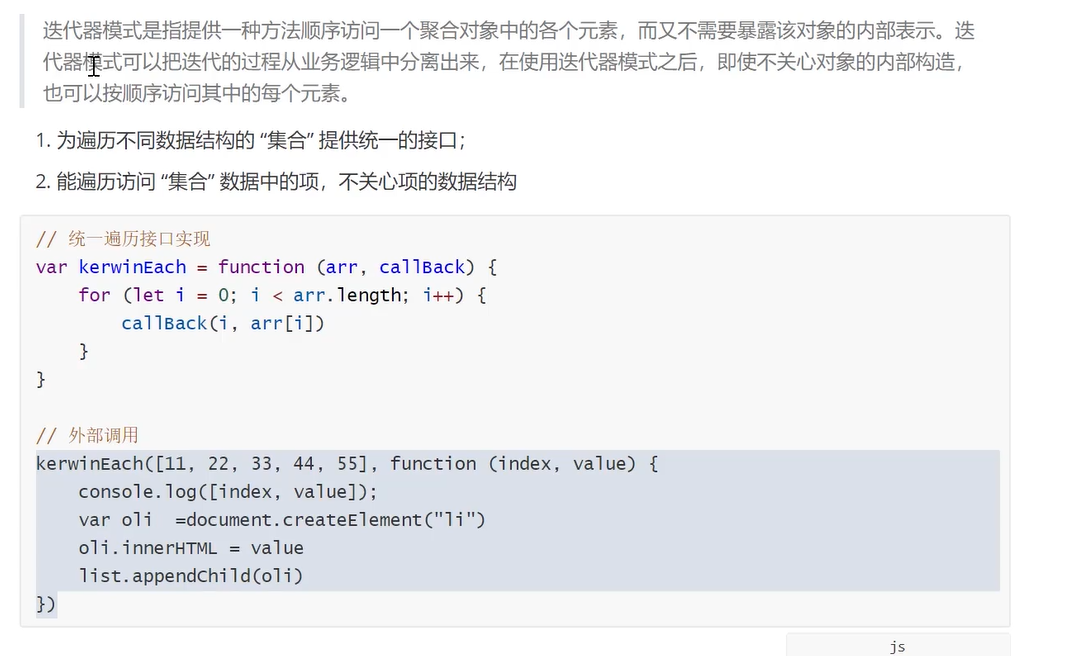 迭代器模式是指提供一种方法顺序访问一个聚合对象中的各个元素，而又不需要暴露该对象的内部表示。迭
代器模式可以把迭代的过程从业务逻辑中分离出来，在使用迭代器模式之后，即使不关心对象的内部构造，
也可以按顺序访问其中的每个元素。
1. 为遍历不同数据结构的 “集合” 提供统一的接口；
2. 能遍历访问 “集合” 数据中的项，不关心项的数据结构
// 统一遍历接口实现
var kerwinEach = function (arr, callBack) {
    for (let i = 0; i < arr.length; i++) {
        callBack(i, arr[i])
    }
}
// 外部调用
kerwinEach([11, 22, 33, 44, 55], function (index, value) {
    console.log([index, value]);
    var oli  =document.createElement("li")
    oli.innerHTML = value
    list.appendChild(oli)
})
js